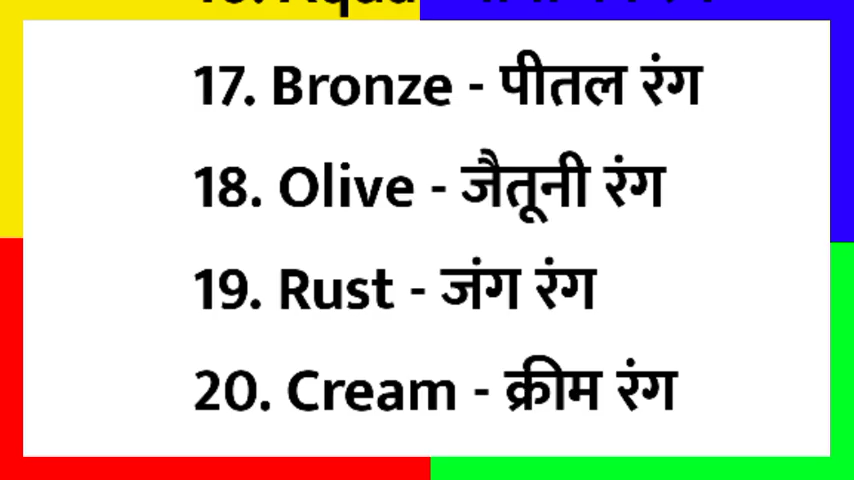 17. Bronze - पीतल रंग
18. Olive - जैतूनी रंग
19. Rust - जंग रंग
20. Cream - क्रीम रंग